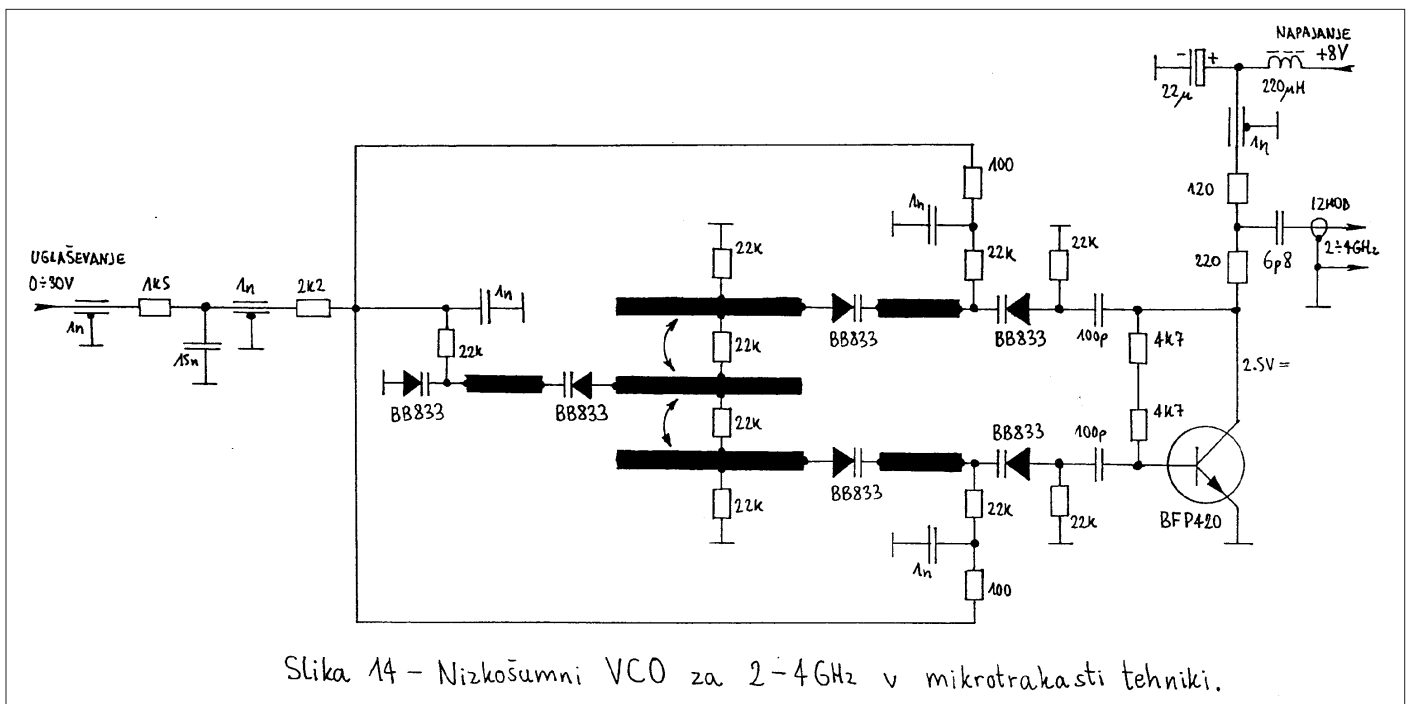 NAPAJANJE
+8V
- +
22μ
220μH
1n
120
IZHOD
2÷4GHz
6p8
220
100
1n
22k
22k
22k
UGLAŠEVANJE
0÷30V
1k5
1n
2k2
1n
1n
15n
22k
BB833
BB833
100p
4k7
2.5V=
22k
BB833
BB833
22k
BB833
100p
4k7
BB833
22k
22k
22k
BFP420
1n
100
Slika 14 - Nizkošumni VCO za 2-4GHz v mikrotrakasti tehniki.